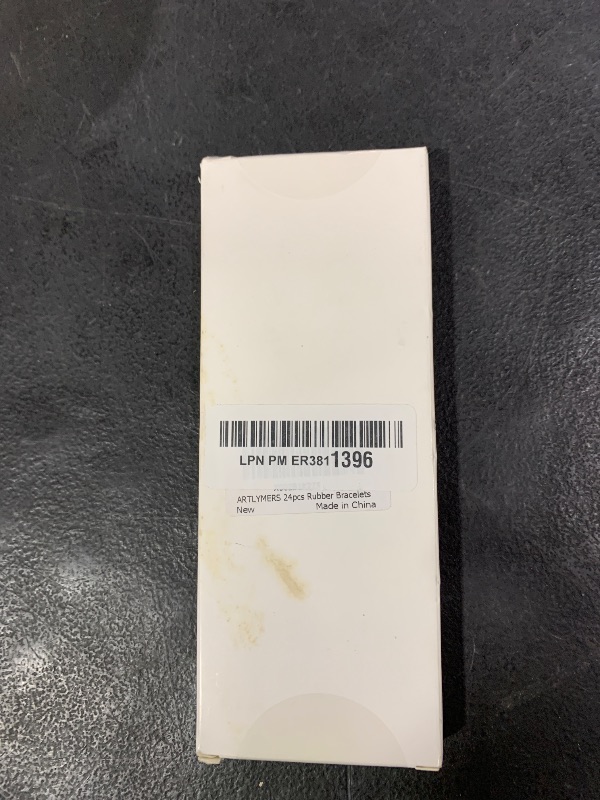 LPN PM ER3811396
ARTLYMERS 24pcs Rubber Bracelets
New Made in China